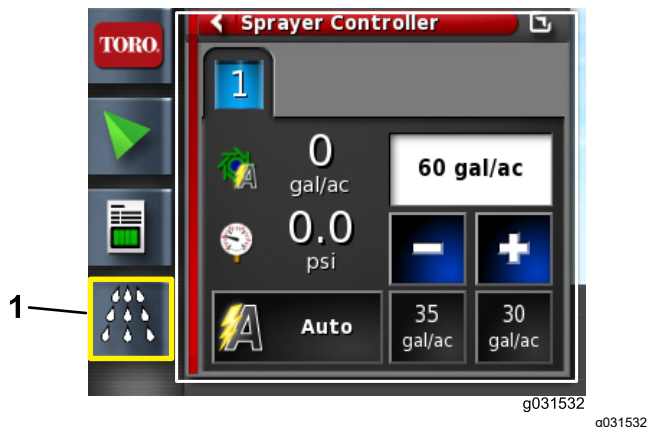 TORO.
Sprayer Controller
1
0
gal/ac
60 gal/ac
0.0
psi
A Auto
35
gal/ac
30
gal/ac
1
g031532
g031532